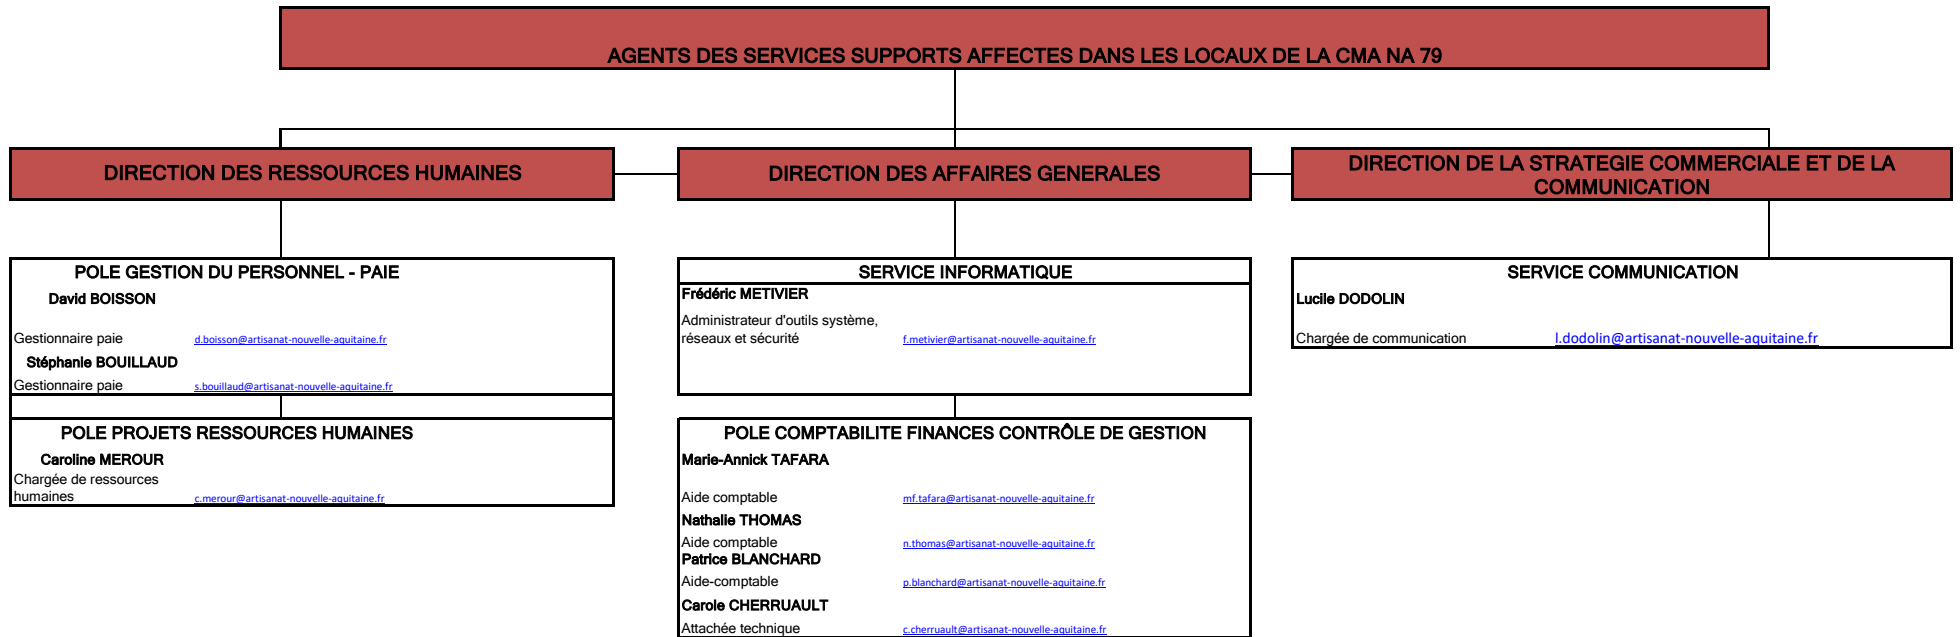 AGENTS DES SERVICES SUPPORTS AFFECTES DANS LES LOCAUX DE LA CMA NA 79
DIRECTION DES RESSOURCES HUMAINES
DIRECTION DES AFFAIRES GENERALES
DIRECTION DE LA STRATEGIE COMMERCIALE ET DE LA
COMMUNICATION
POLE GESTION DU PERSONNEL - PAIE
David BOISSON
Gestionnaire paie d.boisson@artisanat-nouvelle-aquitaine.fr
Stéphanie BOUILLAUD
Gestionnaire paie s.bouillaud@artisanat-nouvelle-aquitaine.fr
POLE PROJETS RESSOURCES HUMAINES
Caroline MEROUR
Chargée de ressources
humaines c.merour@artisanat-nouvelle-aquitaine.fr
SERVICE INFORMATIQUE
Frédéric METIVIER
Administrateur d'outils système,
réseaux et sécurité f.metivier@artisanat-nouvelle-aquitaine.fr
POLE COMPTABILITE FINANCES CONTRÔLE DE GESTION
Marie-Annick TAFARA
Aide comptable mf.tafara@artisanat-nouvelle-aquitaine.fr
Nathalie THOMAS
Aide comptable n.thomas@artisanat-nouvelle-aquitaine.fr
Patrice BLANCHARD
Aide-comptable p.blanchard@artisanat-nouvelle-aquitaine.fr
Carole CHERRUAULT
Attachée technique c.cherruault@artisanat-nouvelle-aquitaine.fr
SERVICE COMMUNICATION
Lucile DODOLIN
Chargée de communication l.dodolin@artisanat-nouvelle-aquitaine.fr